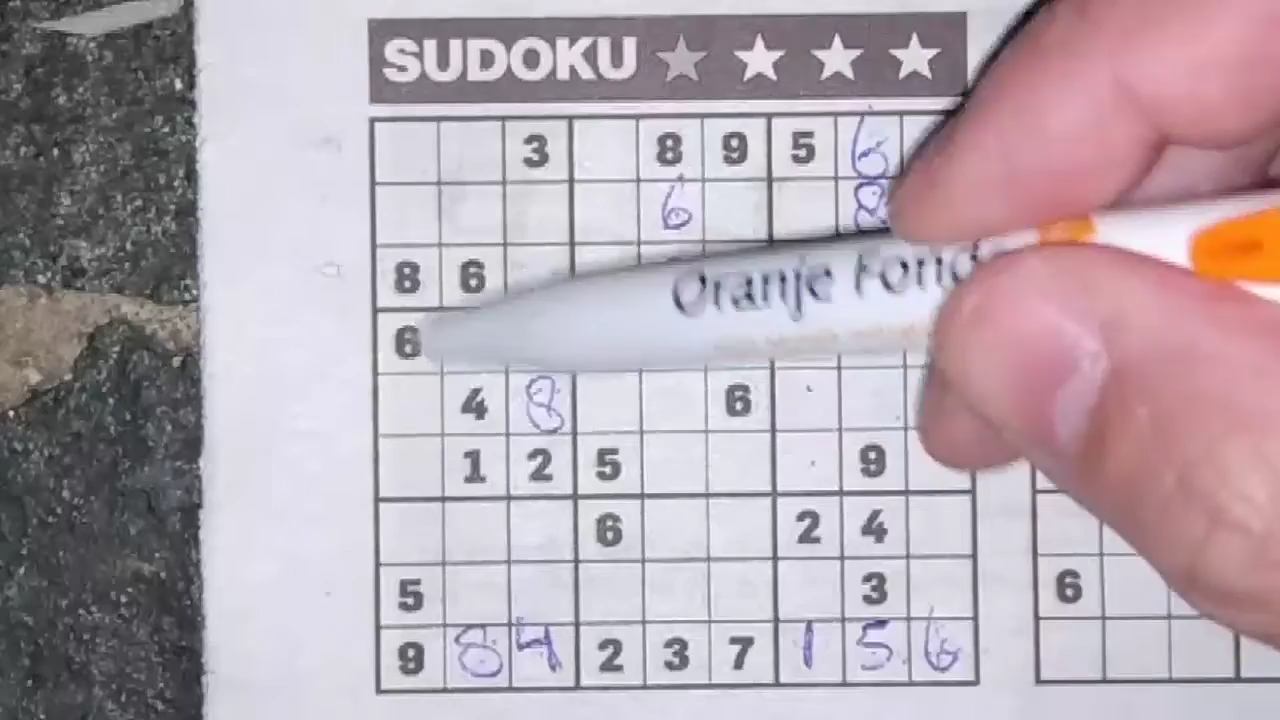 SUDOKU
3 8 9 5 6
6 8
8 6
6
Oranje Fonds
4 8 6
1 2 5 9
6 2 4
5 3 6
9 8 4 2 3 7 1 5 6